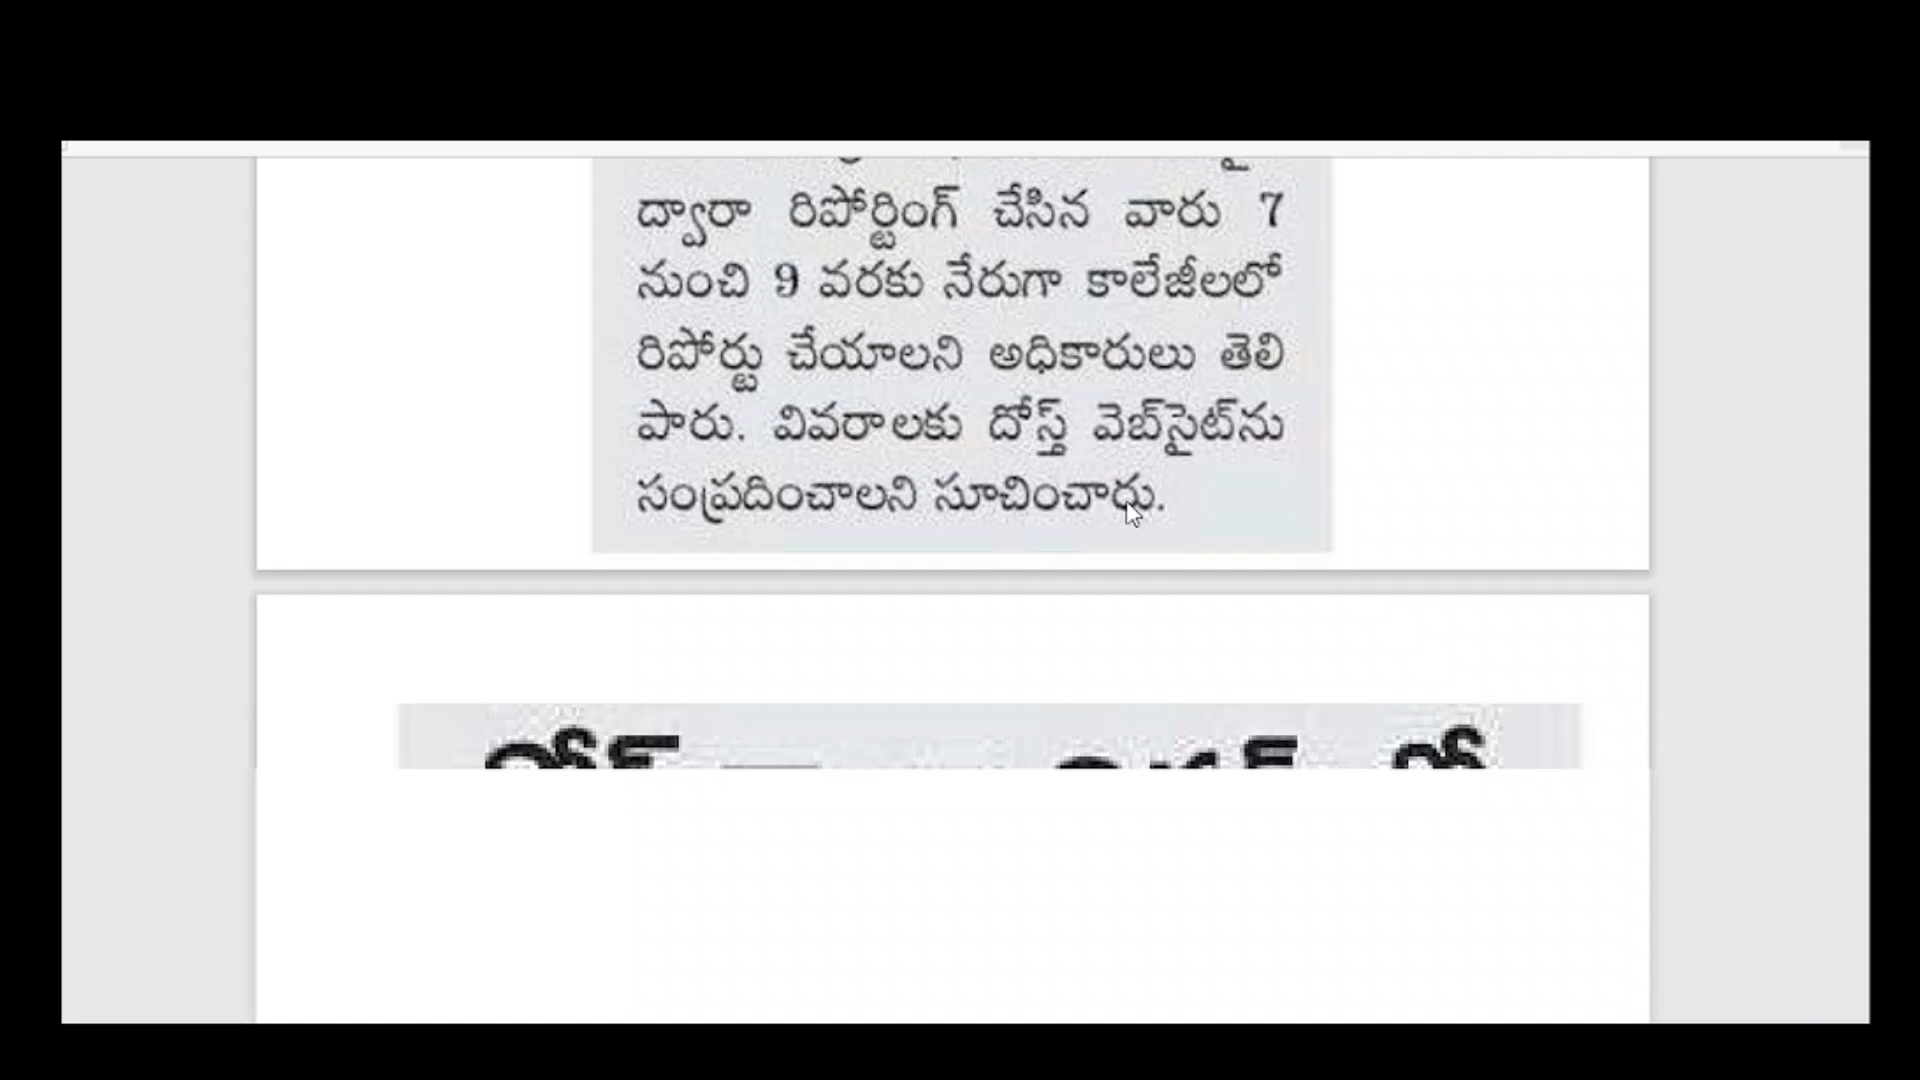 ద్వారా రిపోర్టింగ్ చేసిన వారు 7
నుంచి 9 వరకు నేరుగా కాలేజీలలో
రిపోర్టు చేయాలని అధికారులు తెలి
పారు. వివరాలకు దోస్త్ వెబ్‌సైట్‌ను
సంప్రదించాలని సూచించారు.